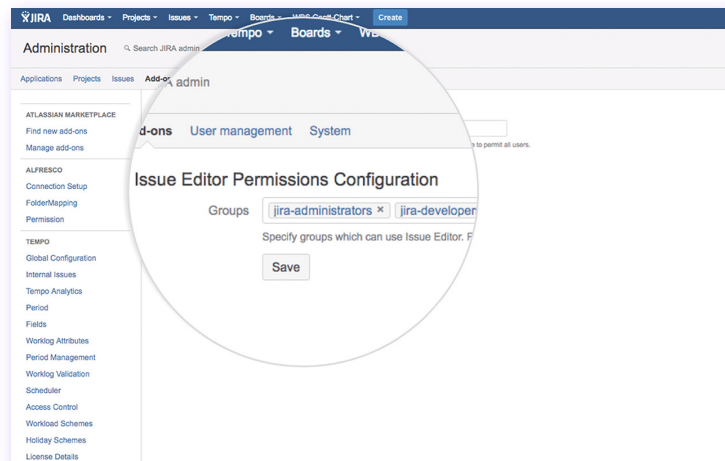 JIRA Dashboards Projects Issues Tempo Boards WBS Gantt-Chart Create
Tempo Boards
Administration Search JIRA admin
admin
Applications Projects Issues Add-ons
d-ons User management System
ATLASSIAN MARKETPLACE
Find new add-ons
Manage add-ons
to permit all users.
Issue Editor Permissions Configuration
Groups jira-administrators × jira-developer
Specify groups which can use Issue Editor.
Save
ALFRESCO
Connection Setup
FolderMapping
Permission
TEMPO
Global Configuration
Internal Issues
Tempo Analytics
Period
Fields
Worklog Attributes
Period Management
Worklog Validation
Scheduler
Access Control
Workload Schemes
Holiday Schemes
License Details